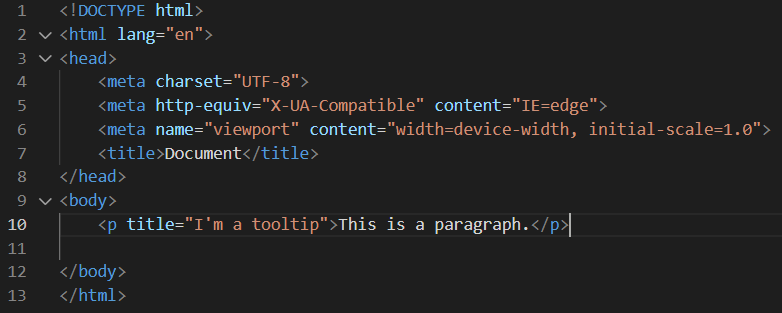 1 <!DOCTYPE html>
2 <html lang="en">
3 <head>
4 <meta charset="UTF-8">
5 <meta http-equiv="X-UA-Compatible" content="IE=edge">
6 <meta name="viewport" content="width=device-width, initial-scale=1.0">
7 <title>Document</title>
8 </head>
9 <body>
10 <p title="I'm a tooltip">This is a paragraph.</p>
11
12 </body>
13 </html>